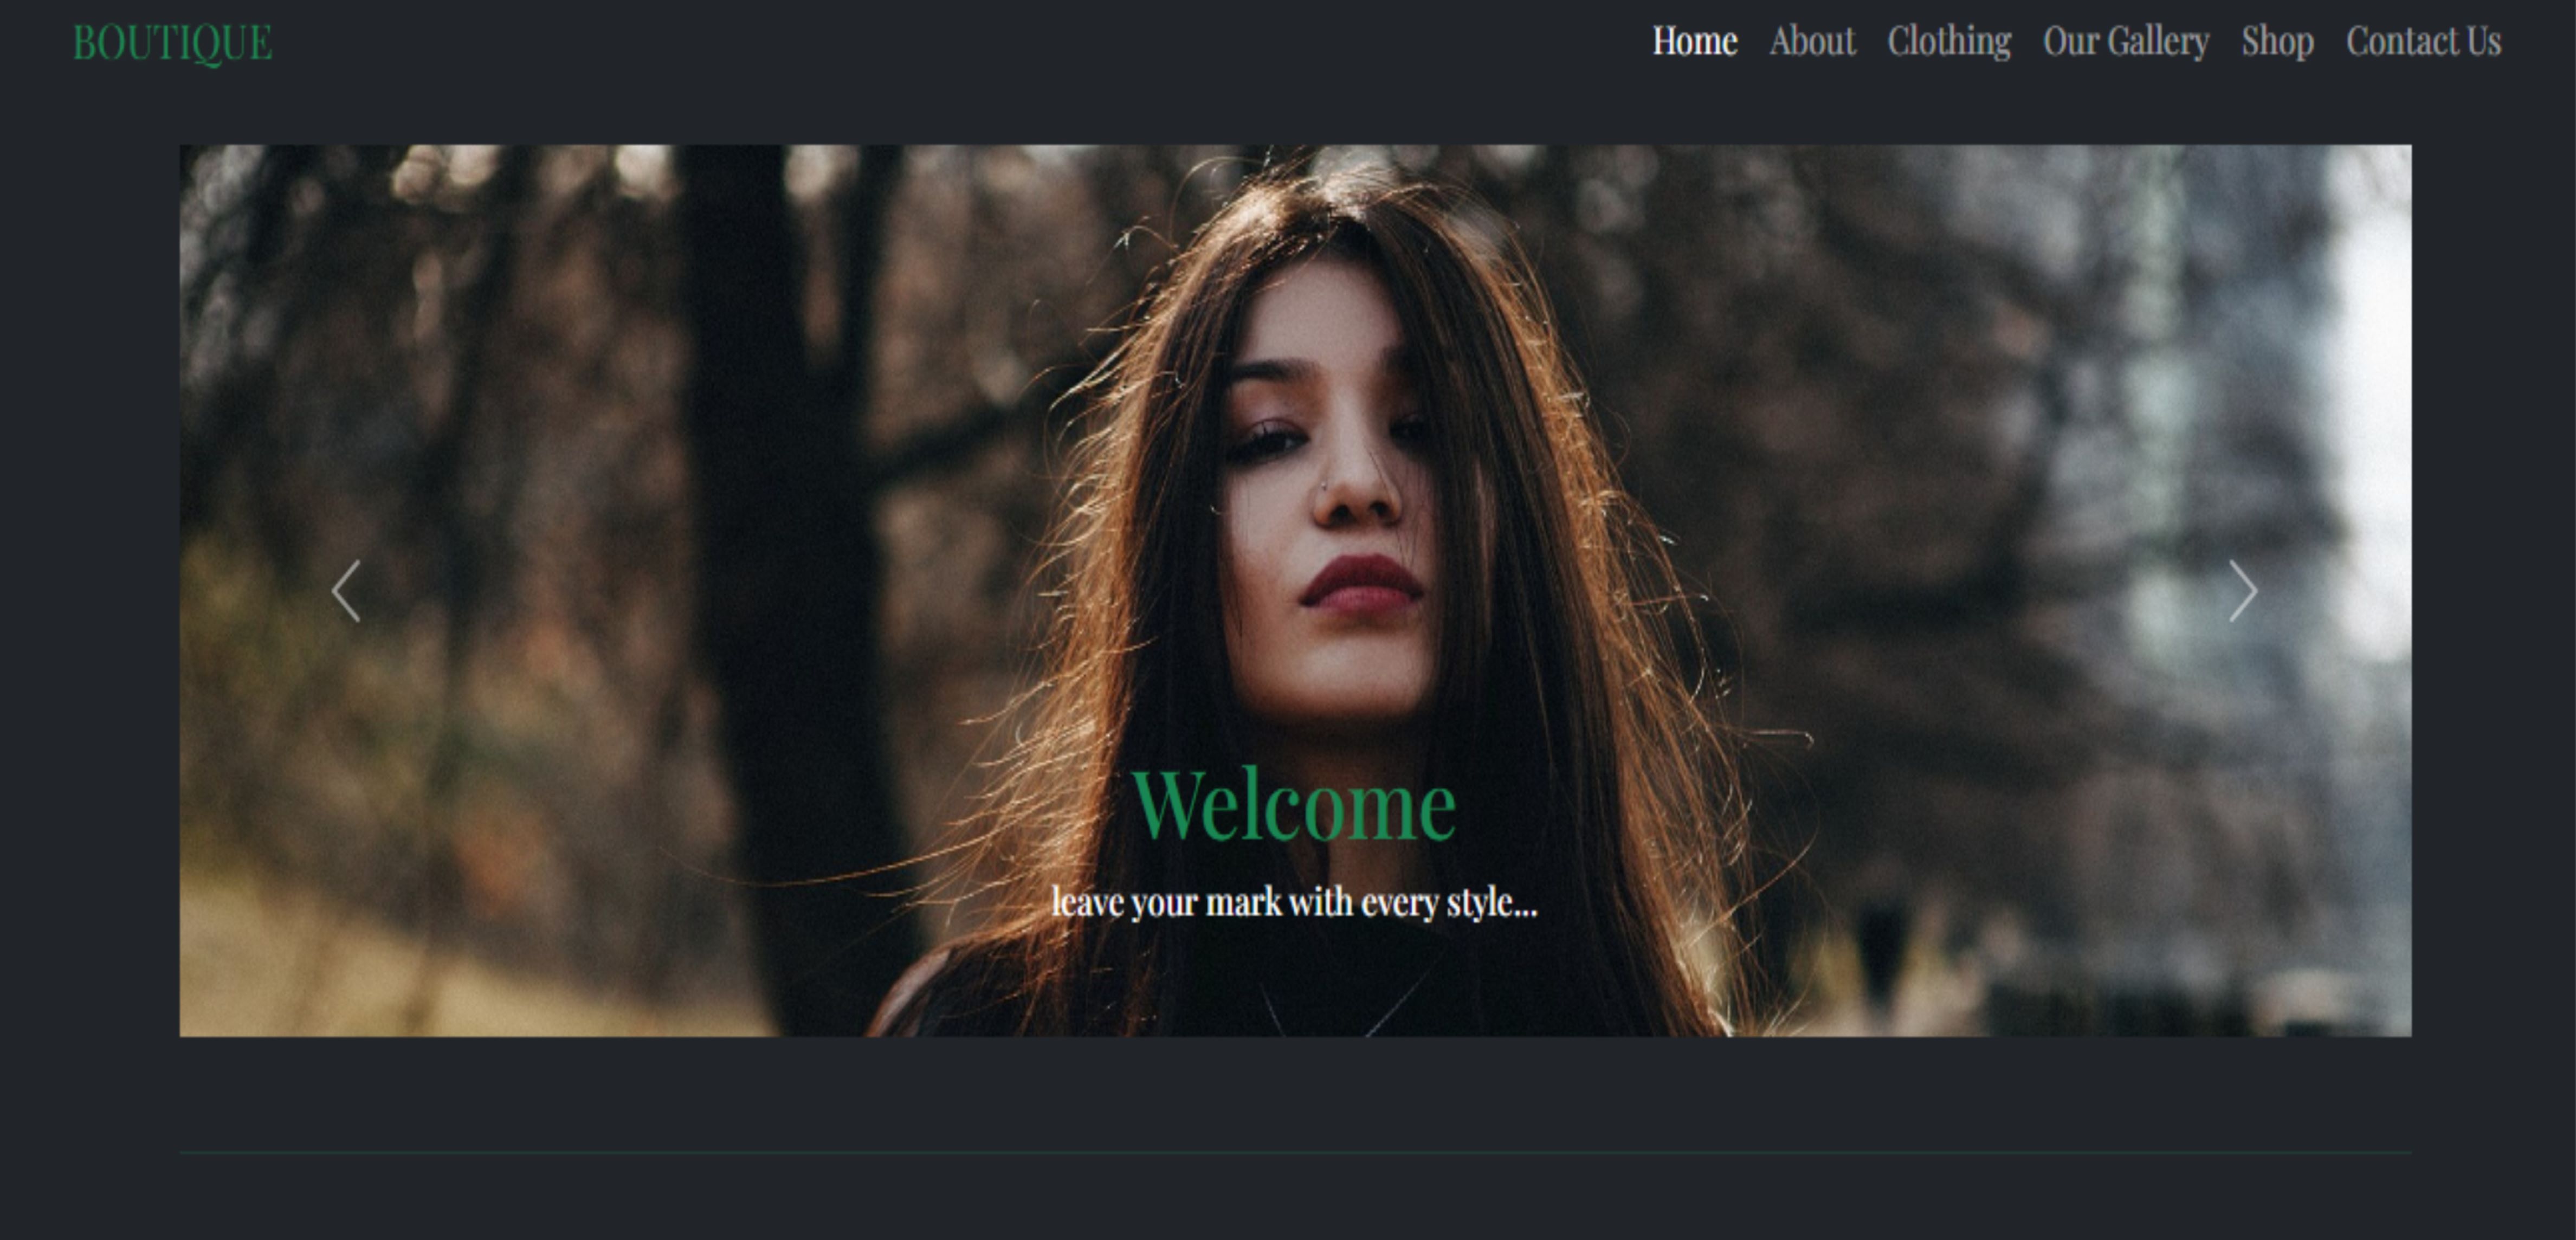 BOUTIQUE
Home About Clothing Our Gallery Shop Contact Us
Welcome
leave your mark with every style...